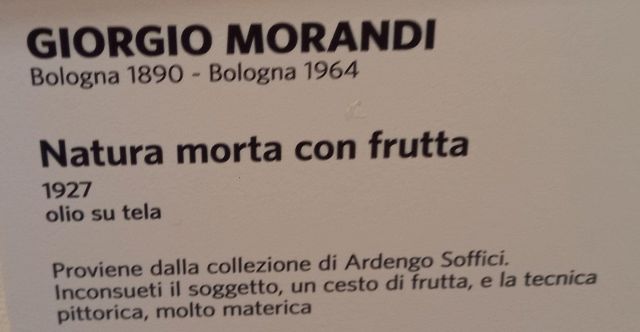 GIORGIO MORANDI
Bologna 1890 - Bologna 1964
Natura morta con frutta
1927
olio su tela
Proviene dalla collezione di Ardengo Soffici.
Inconsueti il soggetto, un cesto di frutta, e la tecnica
pittorica, molto materica